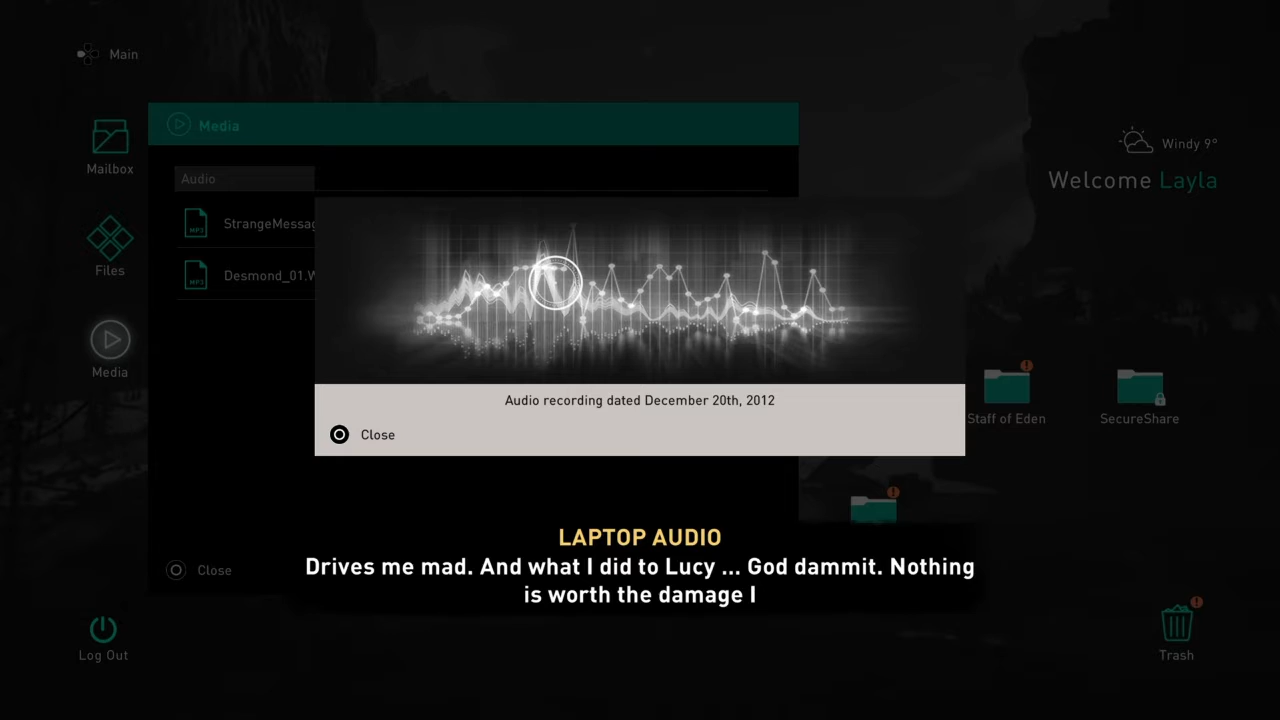 Main
Media
Mailbox
Windy 9°
Welcome Layla
Audio
MP3 StrangeMessag
Files
MP3 Desmond_01.W
Media
Audio recording dated December 20th, 2012
Staff of Eden
SecureShare
Close
LAPTOP AUDIO
Drives me mad. And what I did to Lucy ... God dammit. Nothing
is worth the damage I
Close
Log Out
Trash